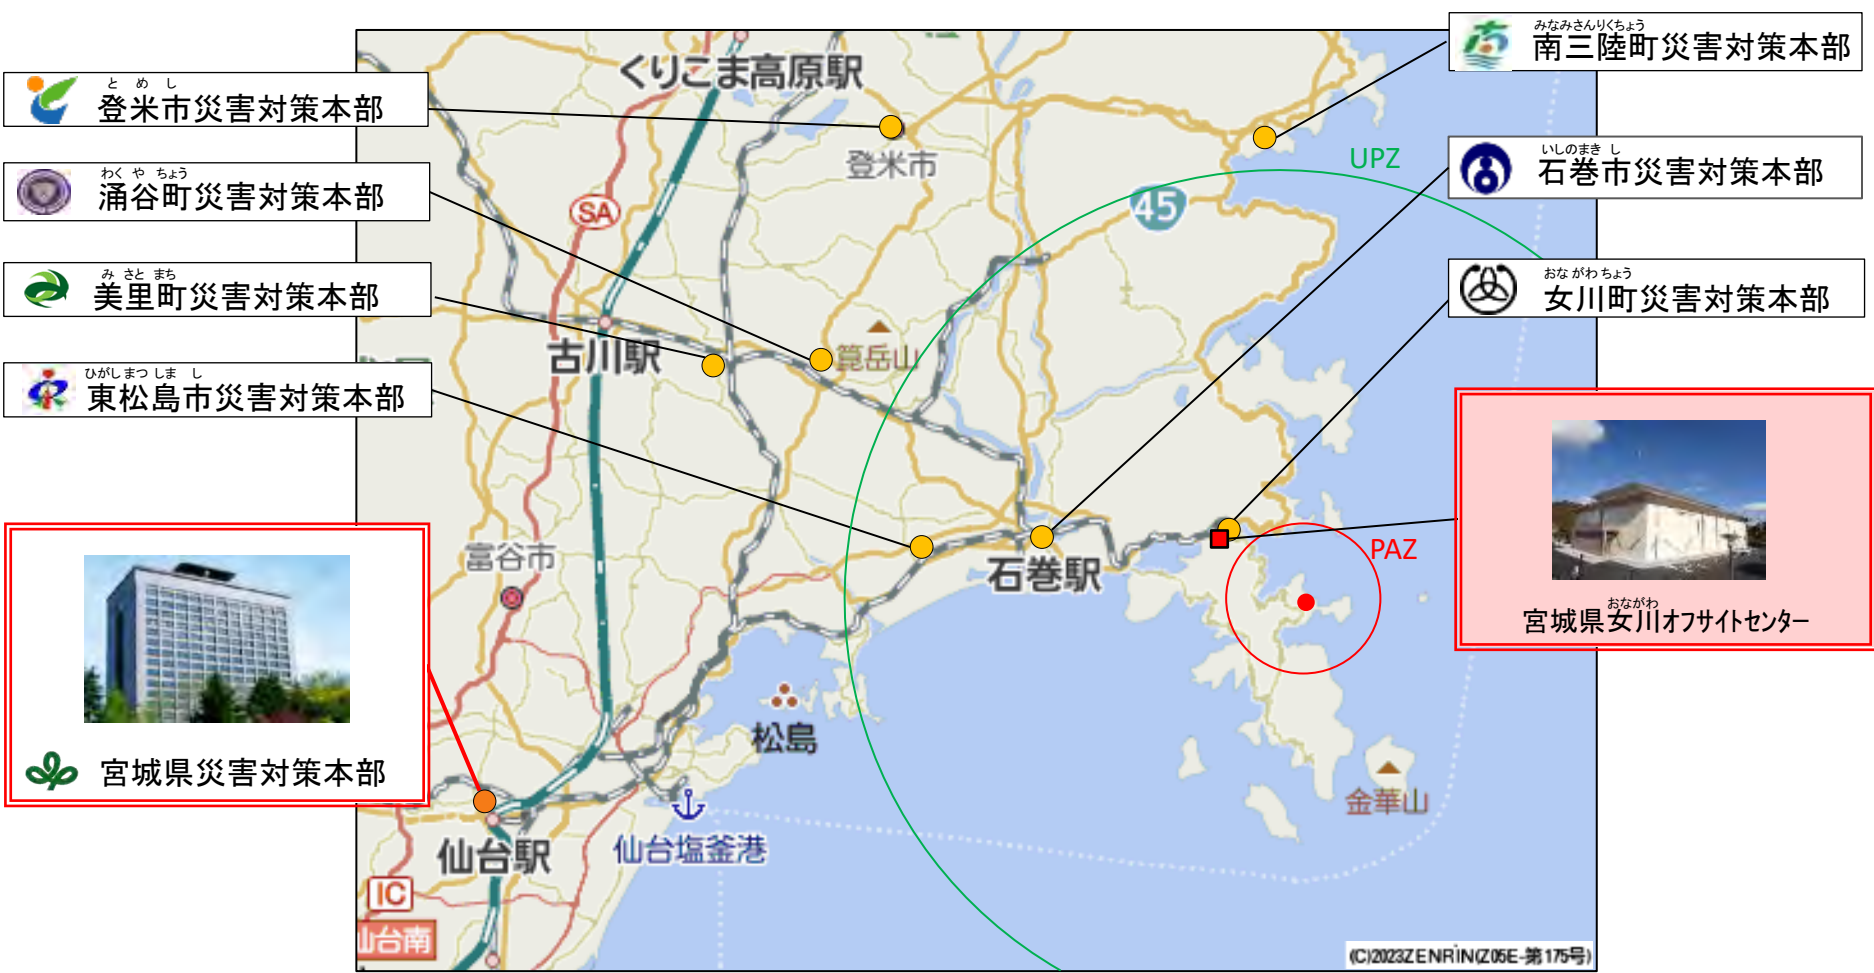 とめし
登米市災害対策本部
わくやちょう
涌谷町災害対策本部
みさとまち
美里町災害対策本部
ひがしまつしまし
東松島市災害対策本部
宮城県災害対策本部
みなみさんりくちょう
南三陸町災害対策本部
いしのまきし
石巻市災害対策本部
おながわちょう
女川町災害対策本部
おながわ
宮城県女川オフサイトセンター
くりこま高原駅
登米市
UPZ
45
SA
古川駅
箟岳山
富谷市
石巻駅
PAZ
松島
金華山
仙台塩釜港
仙台駅
IC
仙台南
(C)2023ZENRIN(Z05E-第175号)